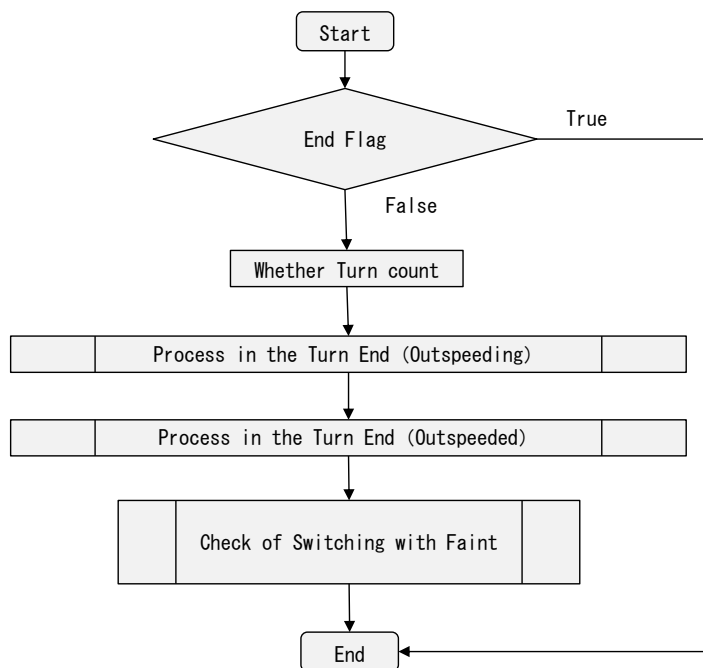 Start
End Flag
True
False
Whether Turn count
Process in the Turn End (Outspeeding)
Process in the Turn End (Outspeeded)
Check of Switching with Faint
End